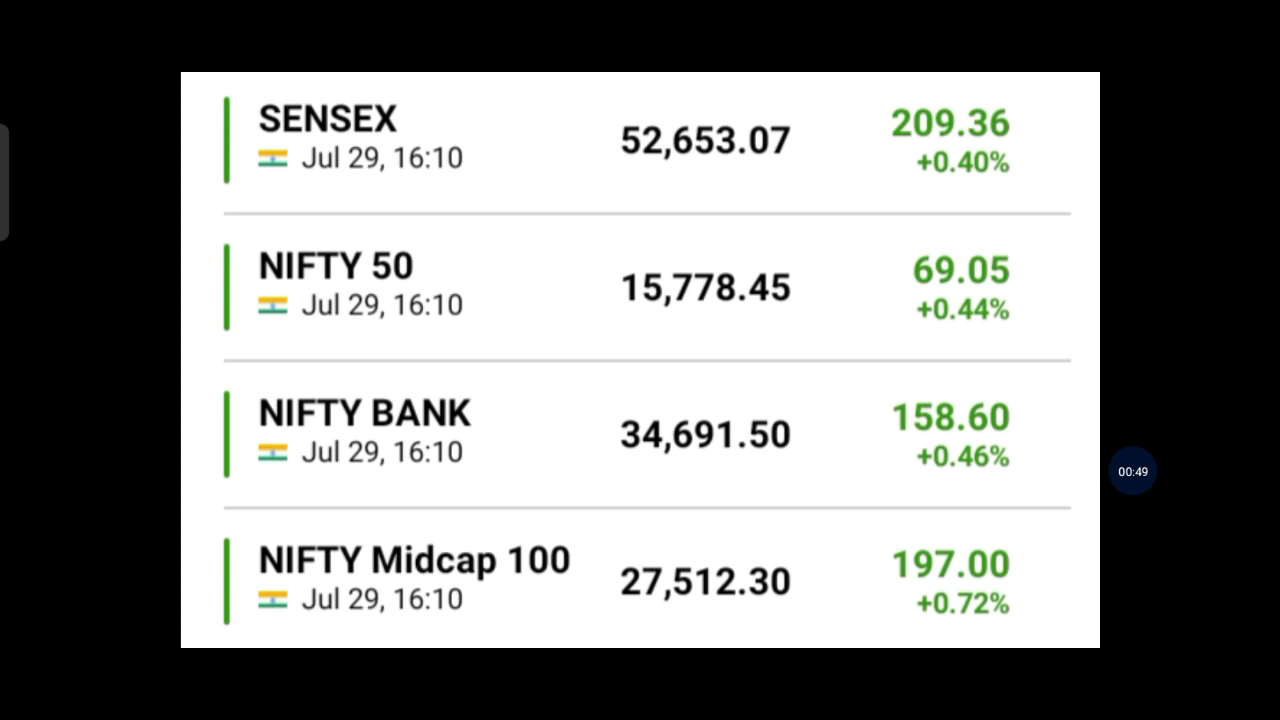 SENSEX
52,653.07
209.36
Jul 29, 16:10
+0.40%
NIFTY 50
15,778.45
69.05
Jul 29, 16:10
+0.44%
NIFTY BANK
34,691.50
158.60
Jul 29, 16:10
+0.46%
NIFTY Midcap 100
27,512.30
197.00
Jul 29, 16:10
+0.72%
00:49